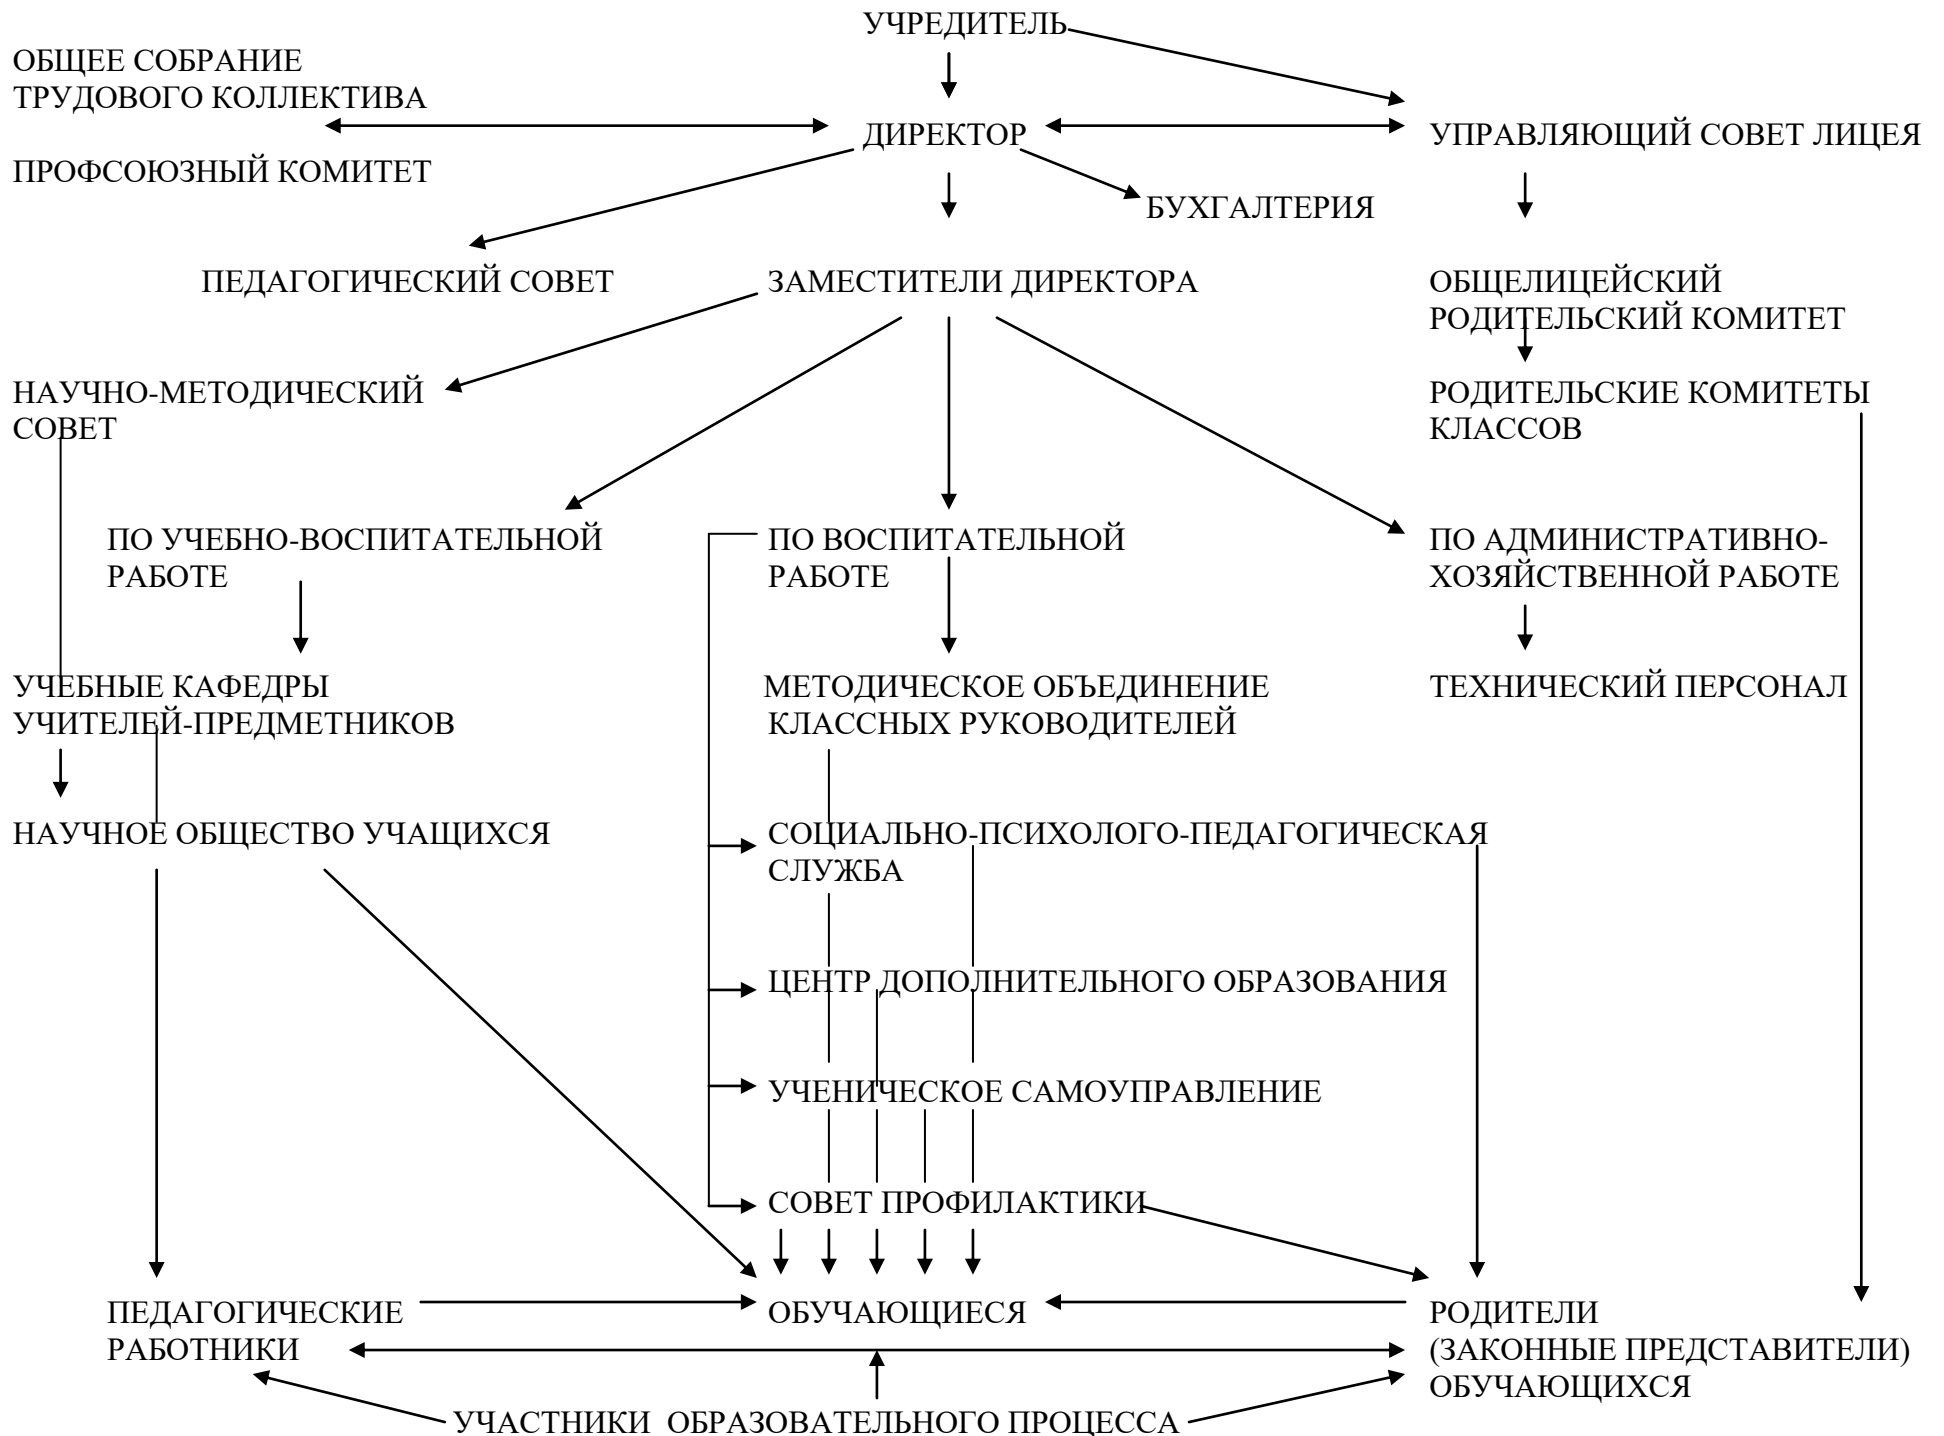 УЧРЕДИТЕЛЬ
ОБЩЕЕ СОБРАНИЕ
ТРУДОВОГО КОЛЛЕКТИВА
ДИРЕКТОР
УПРАВЛЯЮЩИЙ СОВЕТ ЛИЦЕЯ
ПРОФСОЮЗНЫЙ КОМИТЕТ
БУХГАЛТЕРИЯ
ПЕДАГОГИЧЕСКИЙ СОВЕТ
ЗАМЕСТИТЕЛИ ДИРЕКТОРА
ОБЩЕЛИЦЕЙСКИЙ
РОДИТЕЛЬСКИЙ КОМИТЕТ
НАУЧНО-МЕТОДИЧЕСКИЙ
СОВЕТ
РОДИТЕЛЬСКИЕ КОМИТЕТЫ
КЛАССОВ
ПО УЧЕБНО-ВОСПИТАТЕЛЬНОЙ
РАБОТЕ
ПО ВОСПИТАТЕЛЬНОЙ
РАБОТЕ
ПО АДМИНИСТРАТИВНО-
ХОЗЯЙСТВЕННОЙ РАБОТЕ
УЧЕБНЫЕ КАФЕДРЫ
УЧИТЕЛЕЙ-ПРЕДМЕТНИКОВ
МЕТОДИЧЕСКОЕ ОБЪЕДИНЕНИЕ
КЛАССНЫХ РУКОВОДИТЕЛЕЙ
ТЕХНИЧЕСКИЙ ПЕРСОНАЛ
НАУЧНОЕ ОБЩЕСТВО УЧАЩИХСЯ
СОЦИАЛЬНО-ПСИХОЛОГО-ПЕДАГОГИЧЕСКАЯ
СЛУЖБА
ЦЕНТР ДОПОЛНИТЕЛЬНОГО ОБРАЗОВАНИЯ
УЧЕНИЧЕСКОЕ САМОУПРАВЛЕНИЕ
СОВЕТ ПРОФИЛАКТИКИ
ПЕДАГОГИЧЕСКИЕ
РАБОТНИКИ
ОБУЧАЮЩИЕСЯ
РОДИТЕЛИ
(ЗАКОННЫЕ ПРЕДСТАВИТЕЛИ)
ОБУЧАЮЩИХСЯ
УЧАСТНИКИ ОБРАЗОВАТЕЛЬНОГО ПРОЦЕССА